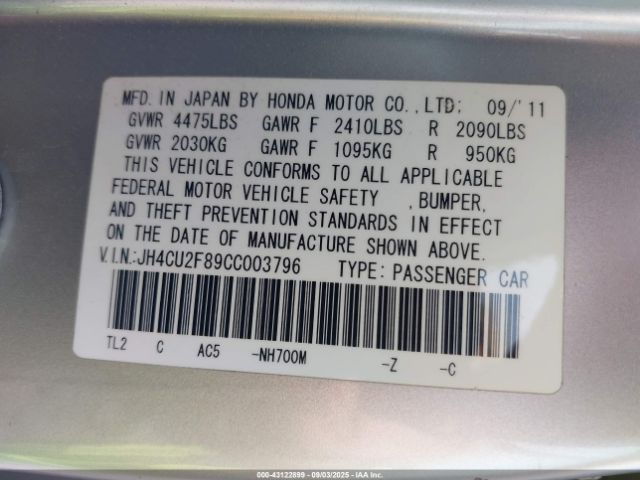 MFD. IN JAPAN BY HONDA MOTOR CO., LTD: 09/'11
GVWR 4475LBS GAWR F 2410LBS R 2090LBS
GVWR 2030KG GAWR F 1095KG R 950KG
THIS VEHICLE CONFORMS TO ALL APPLICABLE
FEDERAL MOTOR VEHICLE SAFETY ,BUMPER,
AND THEFT PREVENTION STANDARDS IN EFFECT
ON THE DATE OF MANUFACTURE SHOWN ABOVE.
V.I.N.:JH4CU2F89CC003796 TYPE: PASSENGER CAR
TL2 C AC5 -NH700M -Z -C
000-43122899 - 09/03/2025 - IAA Inc.